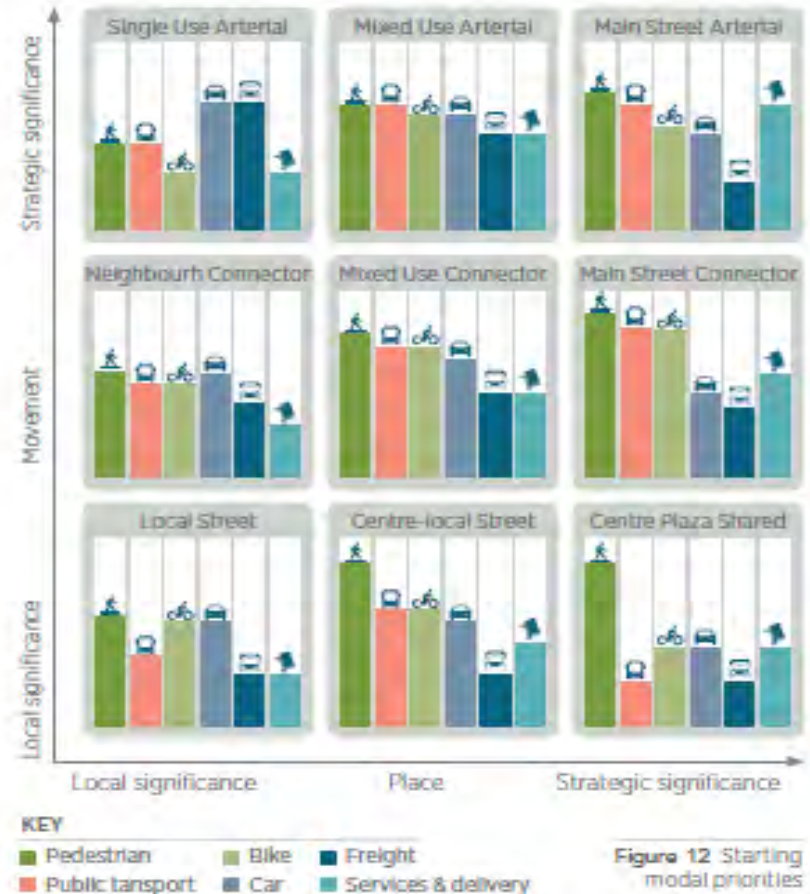 Single Use Arterial
Mixed Use Arterial
Main Street Arterial
Strategic significance
Neighbourh Connector
Mixed Use Connector
Main Street Connector
Movement
Local Street
Centre-local Street
Centre Plaza Shared
Local significance
Local significance
Place
Strategic significance
KEY
Pedestrian
Bike
Freight
Public tansport
Car
Services & delivery
Figure 12 Starting
modal priorities